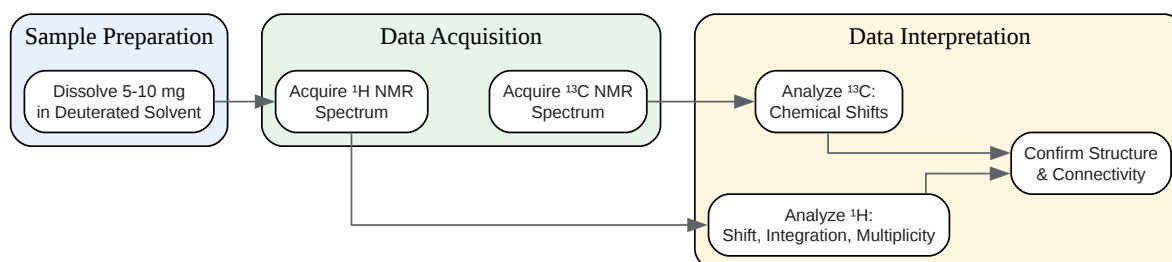 Sample Preparation
Dissolve 5-10 mg
in Deuterated Solvent
Data Acquisition
Acquire ¹H NMR
Spectrum
Acquire ¹³C NMR
Spectrum
Data Interpretation
Analyze ¹³C:
Chemical Shifts
Analyze ¹H:
Shift, Integration, Multiplicity
Confirm Structure
& Connectivity